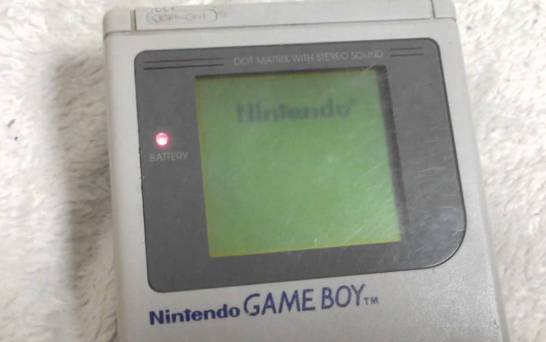 DOT MATRIX WITH STEREO SOUND
Nintendo®
BATTERY
Nintendo GAME BOY™